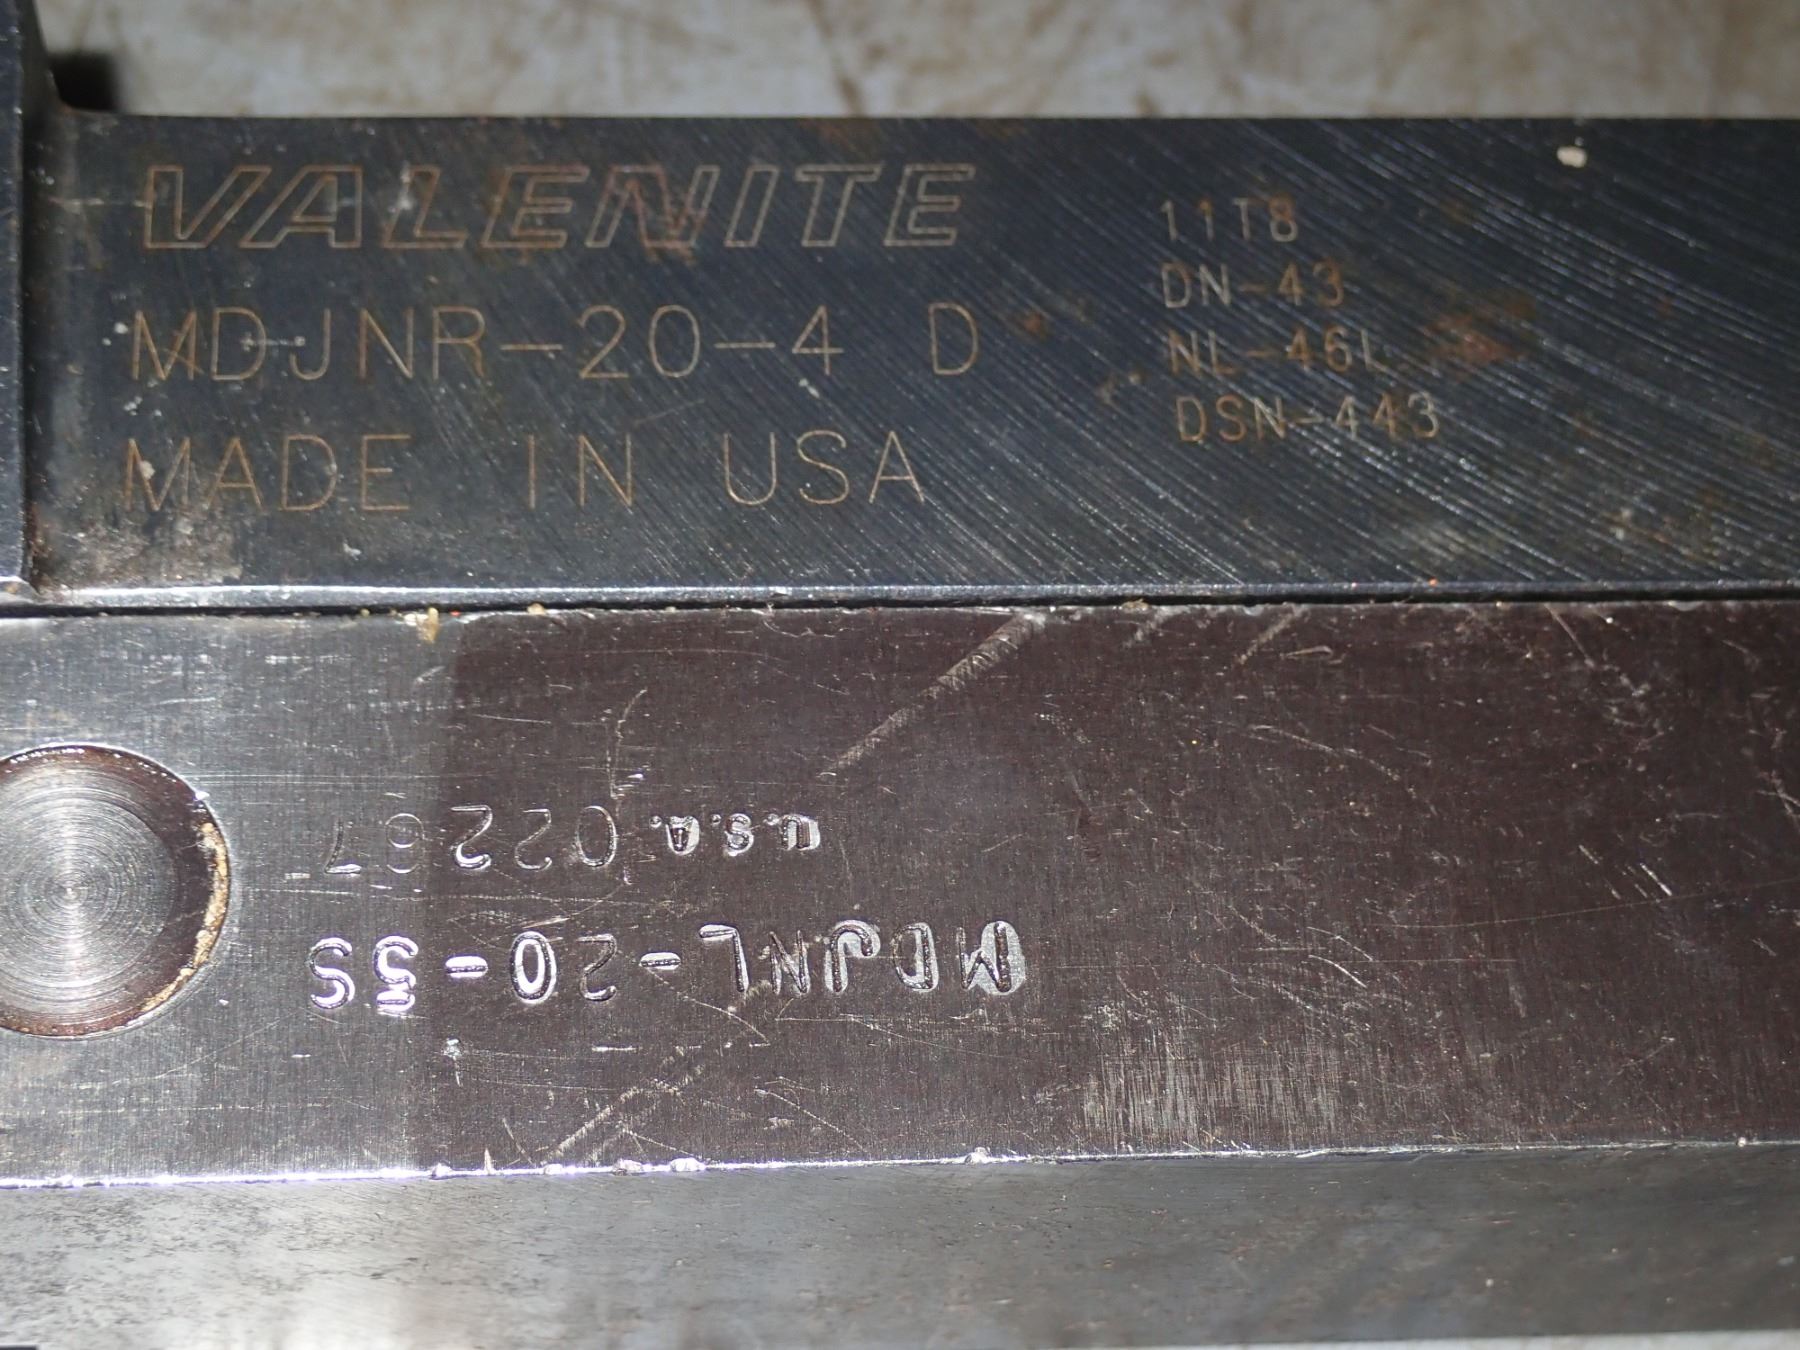 VALENITE
MDJNR-20-4 D
MADE IN USA
11T8
DN-43
NL-46L
DSN-443
MDJNL-20-5S
U.S.A. 02267